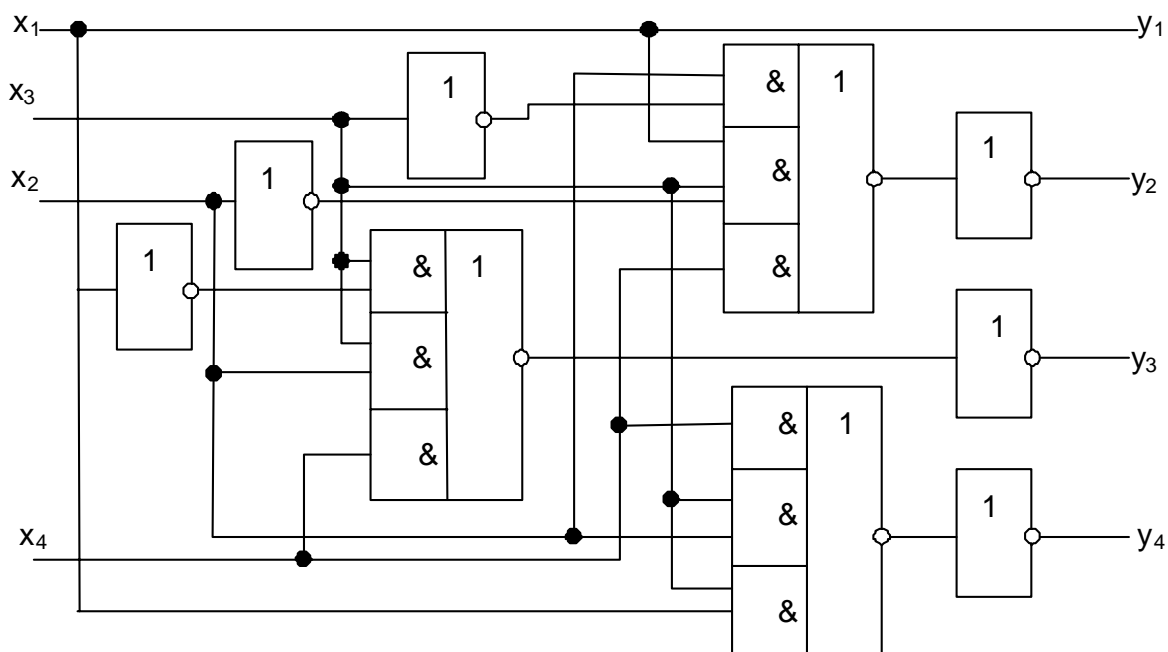 x₁ y₁
1 & 1
x₃
1
x₂ 1 & y₂
1 & 1 &
1
& y₃
& 1
&
& 1
x₄ y₄
&